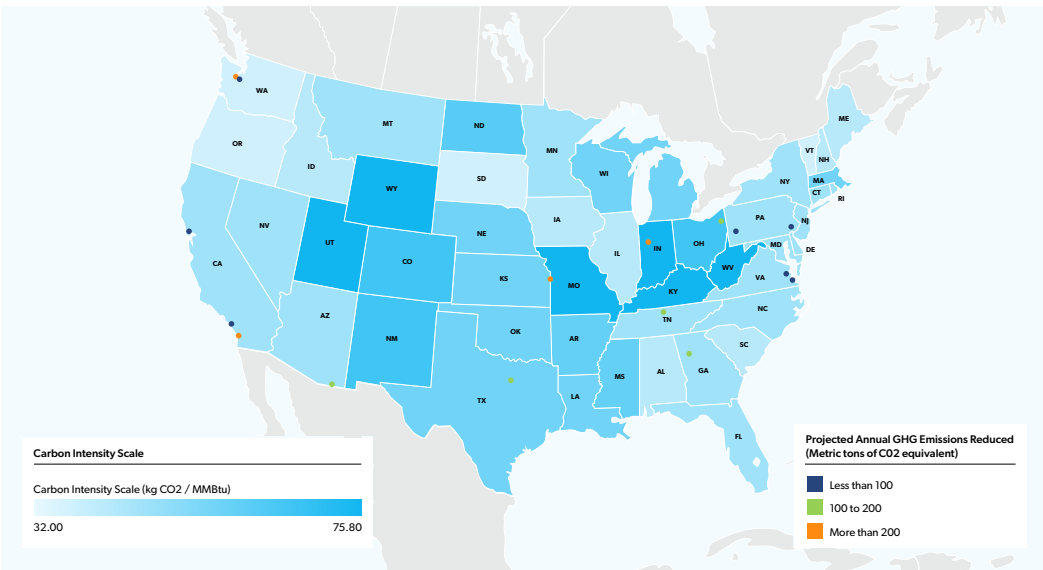 WA
ME
MT
ND
VT
OR
MN
NH
ID
WI
SD
NY
MA
WY
CT
RI
IA
PA
NJ
NV
NE
UT
IL
IN
OH
MD
DE
CA
CO
WV
VA
KS
MO
KY
NC
AZ
TN
OK
NM
AR
SC
MS
AL
GA
TX
LA
FL
Carbon Intensity Scale
Carbon Intensity Scale (kg CO2 / MMBtu)
32.00
75.80
Projected Annual GHG Emissions Reduced
(Metric tons of C02 equivalent)
Less than 100
100 to 200
More than 200